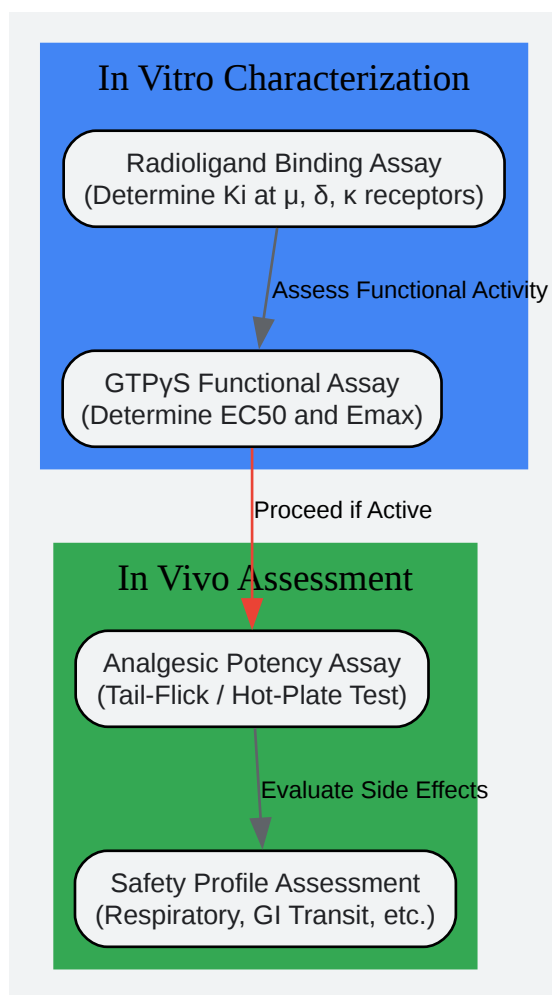 In Vitro Characterization
Radioligand Binding Assay
(Determine Ki at μ, δ, κ receptors)
Assess Functional Activity
GTPγS Functional Assay
(Determine EC50 and Emax)
Proceed if Active
In Vivo Assessment
Analgesic Potency Assay
(Tail-Flick / Hot-Plate Test)
Evaluate Side Effects
Safety Profile Assessment
(Respiratory, GI Transit, etc.)